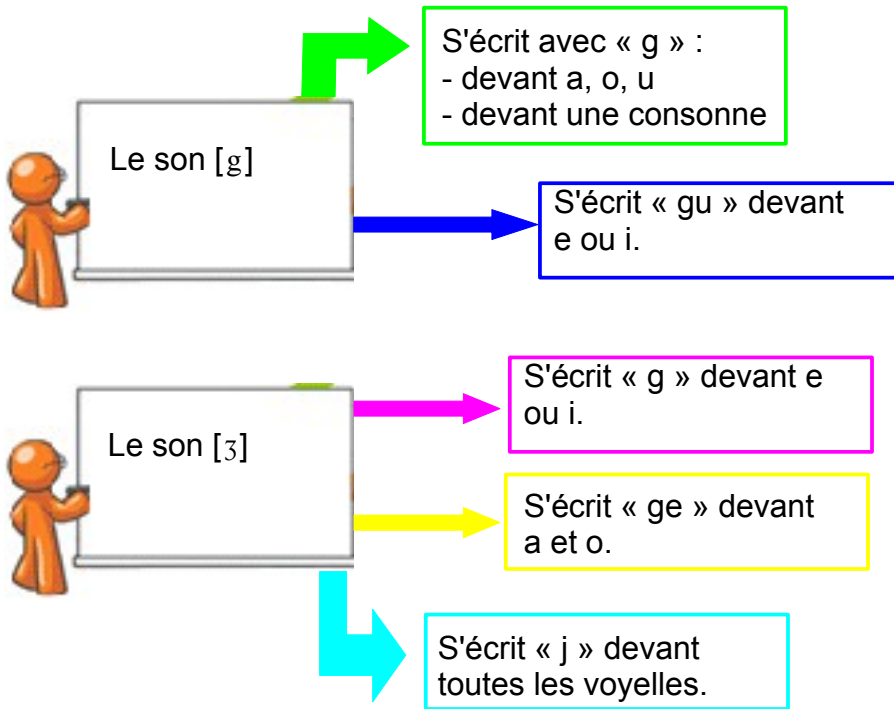 S'écrit avec « g » :
- devant a, o, u
- devant une consonne
Le son [g]
S'écrit « gu » devant
e ou i.
S'écrit « g » devant e
ou i.
Le son [ʒ]
S'écrit « ge » devant
a et o.
S'écrit « j » devant
toutes les voyelles.